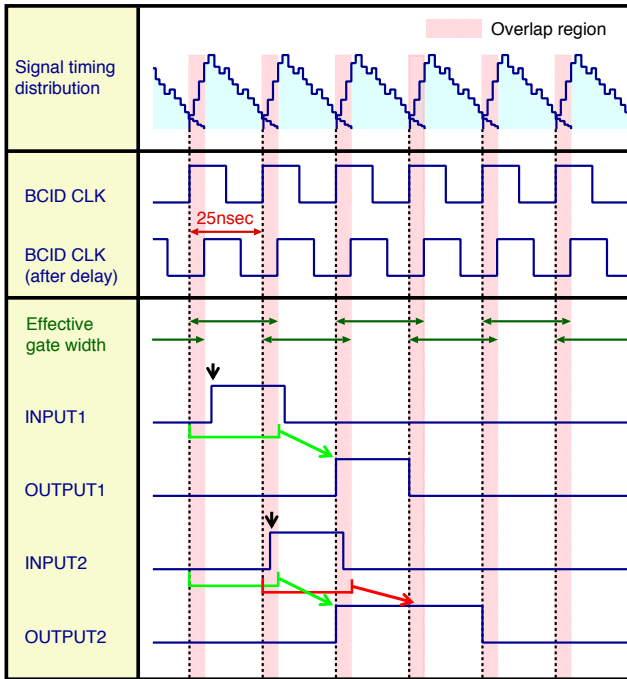 Overlap region
Signal timing
distribution
BCID CLK
25nsec
BCID CLK
(after delay)
Effective
gate width
INPUT1
OUTPUT1
INPUT2
OUTPUT2